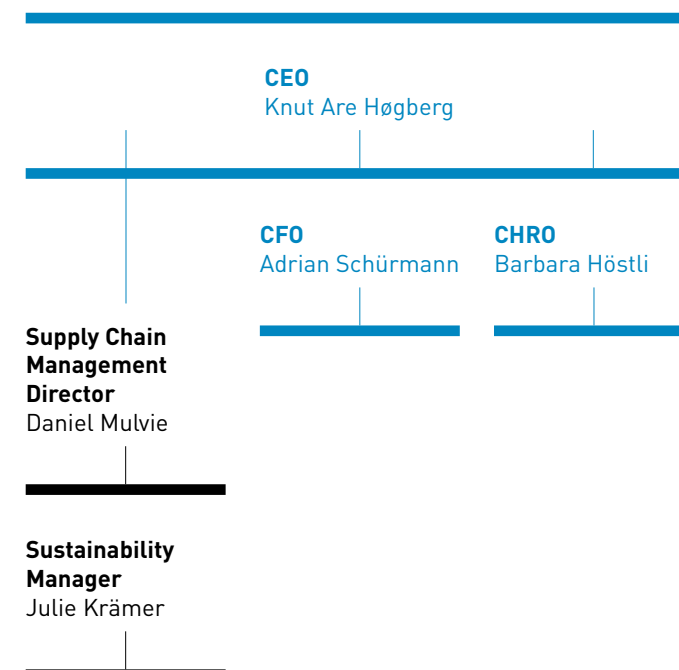 CEO
Knut Are Høgberg
CFO
Adrian Schürmann
CHRO
Barbara Höstli
Supply Chain
Management
Director
Daniel Mulvie
Sustainability
Manager
Julie Krämer